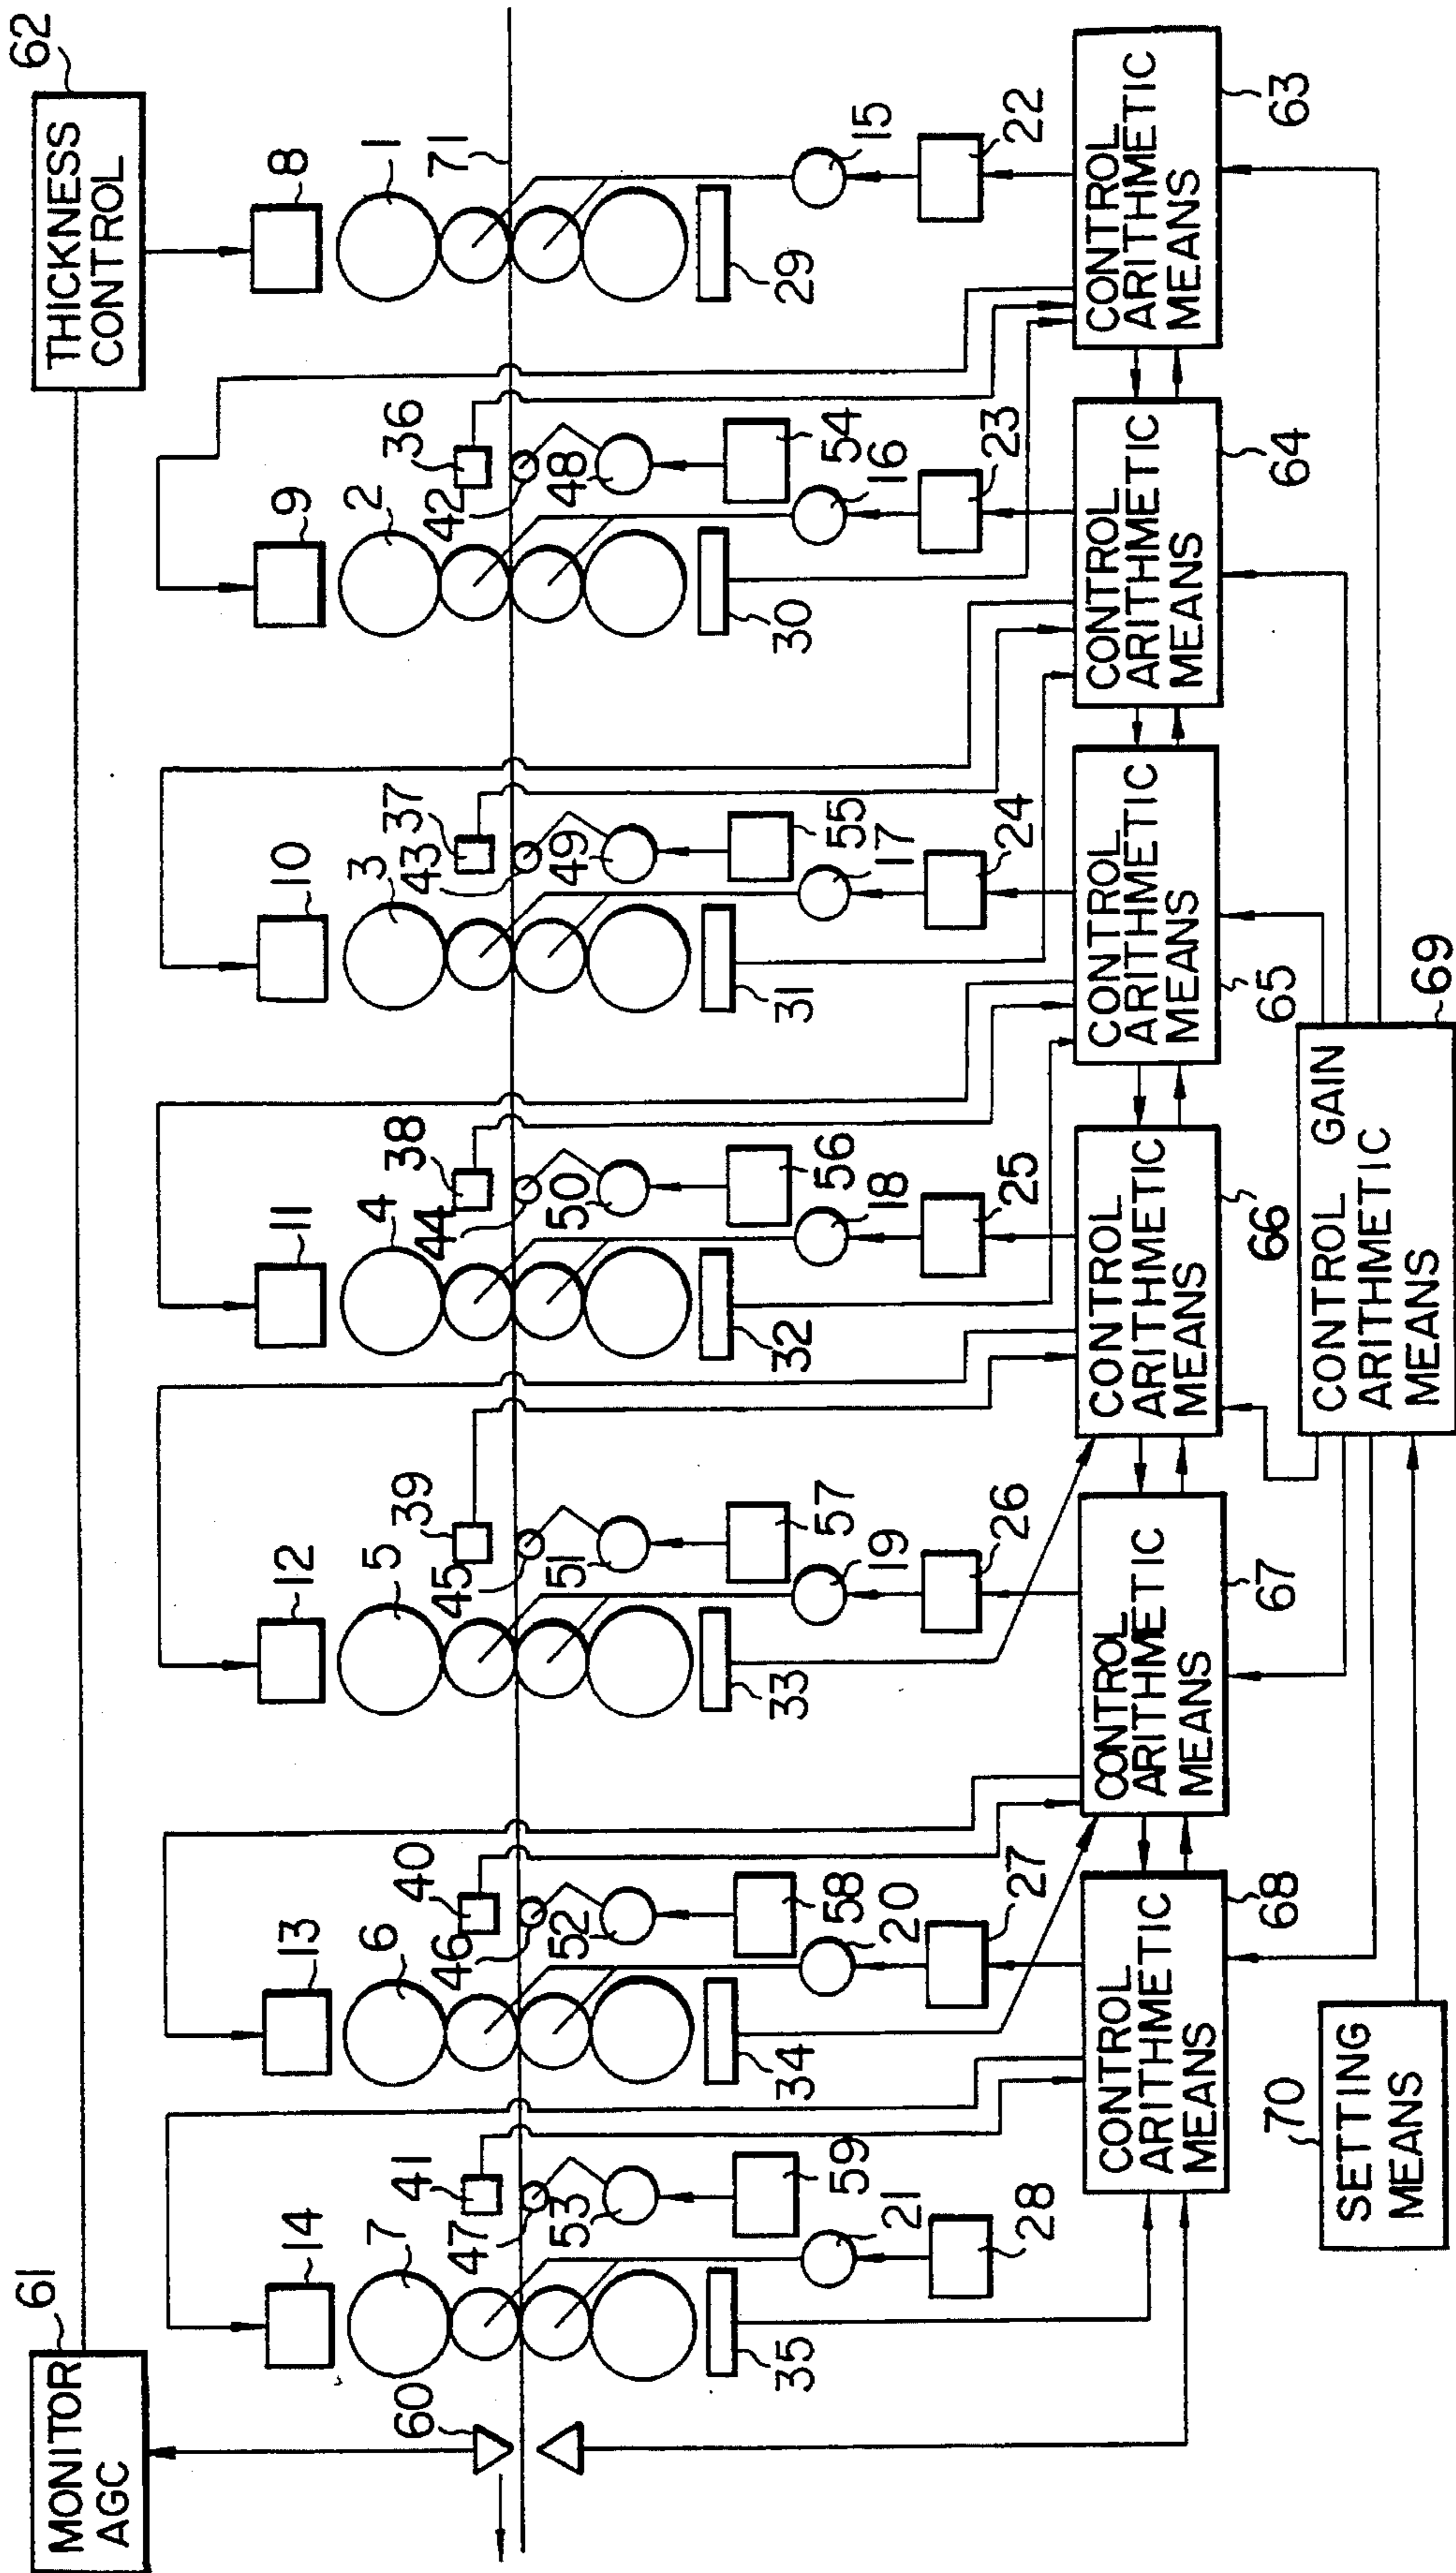 MONITOR
AGC
61
THICKNESS
CONTROL
62
14
13
12
11
10
9
8
7
6
5
4
3
2
1
60
41
40
39
38
37
36
71
47
46
45
44
43
42
53
52
51
50
49
48
59
58
57
56
55
54
35
34
33
32
31
30
29
21
20
19
18
17
16
15
28
27
26
25
24
23
22
CONTROL
ARITHMETIC
MEANS
68
CONTROL
ARITHMETIC
MEANS
67
CONTROL
ARITHMETIC
MEANS
66
CONTROL
ARITHMETIC
MEANS
65
CONTROL
ARITHMETIC
MEANS
64
CONTROL
ARITHMETIC
MEANS
63
70
SETTING
MEANS
CONTROL GAIN
ARITHMETIC
MEANS
69